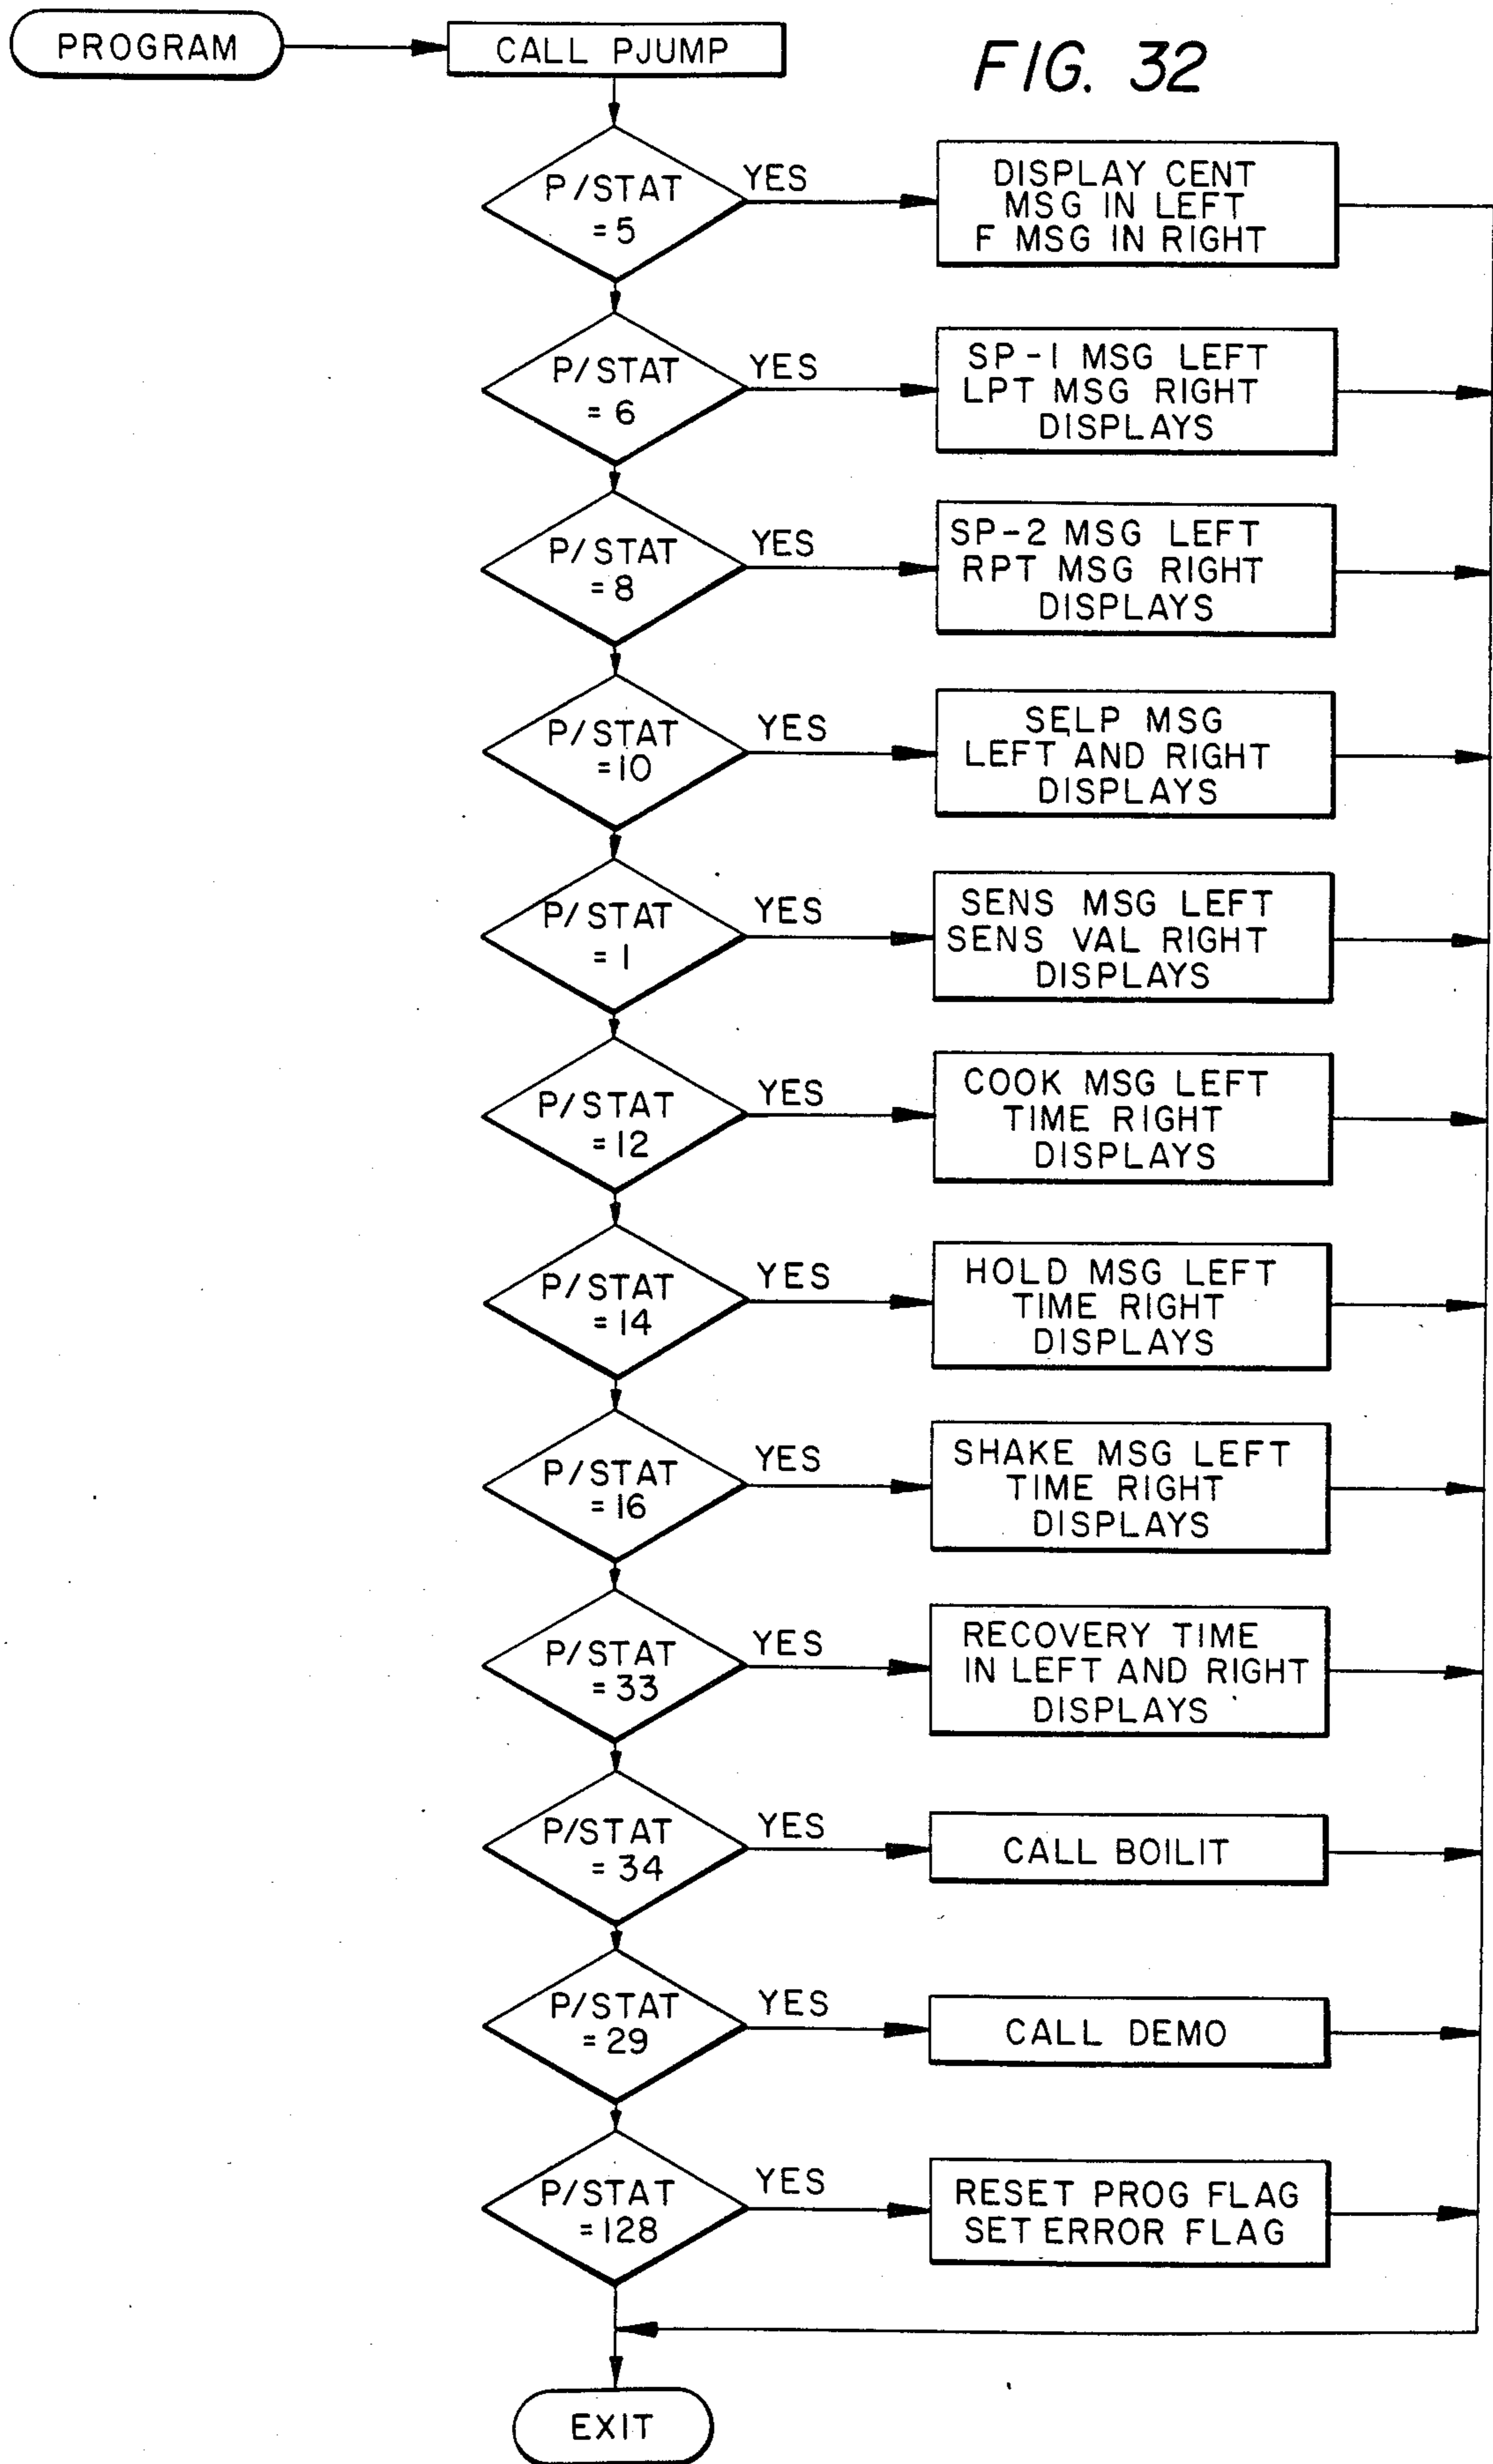 PROGRAM
CALL PJUMP
FIG. 32
P/STAT
= 5
YES
DISPLAY CENT
MSG IN LEFT
F MSG IN RIGHT
P/STAT
= 6
YES
SP-1 MSG LEFT
LPT MSG RIGHT
DISPLAYS
P/STAT
= 8
YES
SP-2 MSG LEFT
RPT MSG RIGHT
DISPLAYS
P/STAT
=10
YES
SELP MSG
LEFT AND RIGHT
DISPLAYS
P/STAT
= 1
YES
SENS MSG LEFT
SENS VAL RIGHT
DISPLAYS
P/STAT
= 12
YES
COOK MSG LEFT
TIME RIGHT
DISPLAYS
P/STAT
= 14
YES
HOLD MSG LEFT
TIME RIGHT
DISPLAYS
P/STAT
= 16
YES
SHAKE MSG LEFT
TIME RIGHT
DISPLAYS
P/STAT
= 33
YES
RECOVERY TIME
IN LEFT AND RIGHT
DISPLAYS
P/STAT
= 34
YES
CALL BOILIT
P/STAT
= 29
YES
CALL DEMO
P/STAT
=128
YES
RESET PROG FLAG
SET ERROR FLAG
EXIT